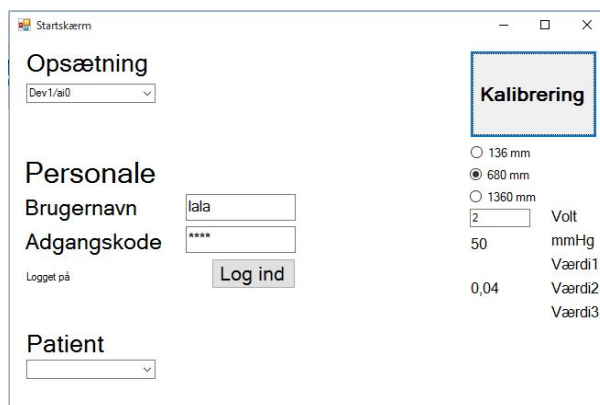 Startskærm
Opsætning
Dev1/ai0
Kalibrering
136 mm
680 mm
1360 mm
Personale
Brugernavn
lala
Adgangskode
****
Logget på
Log ind
2
Volt
50
mmHg
Værdi1
0,04
Værdi2
Værdi3
Patient